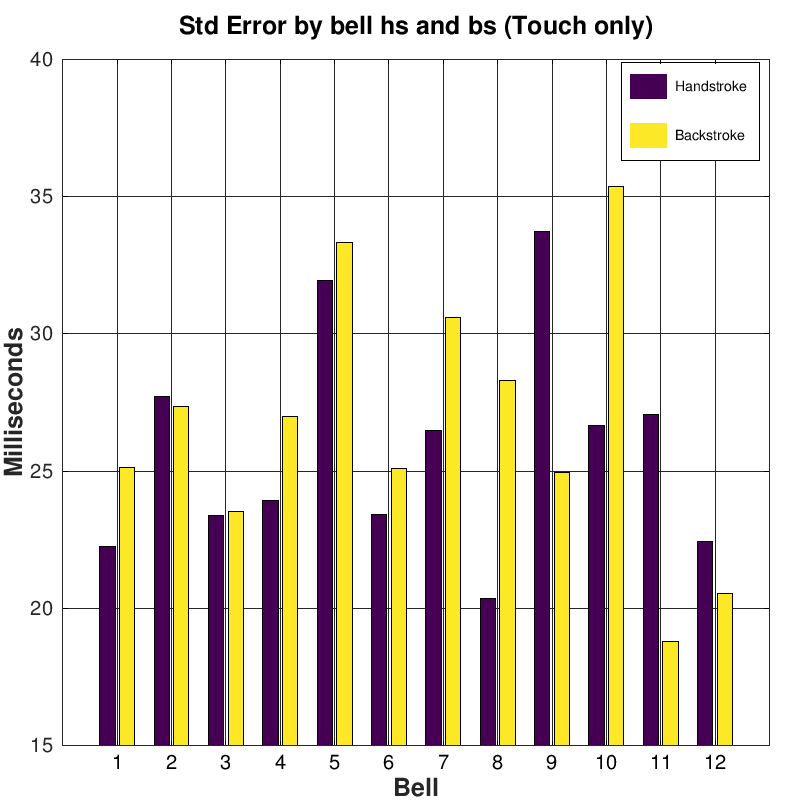 Std Error by bell hs and bs (Touch only)
Handstroke
Backstroke
40
35
30
25
20
15
Milliseconds
1 2 3 4 5 6 7 8 9 10 11 12
Bell